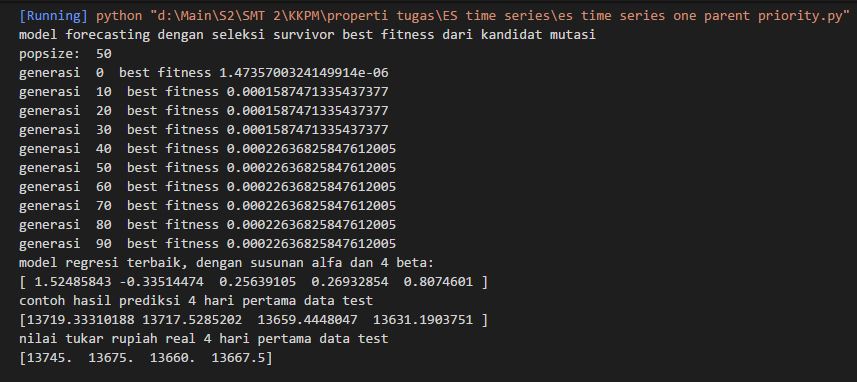 [Running] python "d:\Main\S2\SMT 2\KKPM\properti tugas\ES time series\es time series one parent priority.py"
model forecasting dengan seleksi survivor best fitness dari kandidat mutasi
popsize:  50
generasi  0  best fitness 1.4735700324149914e-06
generasi  10  best fitness 0.0001587471335437377
generasi  20  best fitness 0.0001587471335437377
generasi  30  best fitness 0.0001587471335437377
generasi  40  best fitness 0.00022636825847612005
generasi  50  best fitness 0.00022636825847612005
generasi  60  best fitness 0.00022636825847612005
generasi  70  best fitness 0.00022636825847612005
generasi  80  best fitness 0.00022636825847612005
generasi  90  best fitness 0.00022636825847612005
model regresi terbaik, dengan susunan alfa dan 4 beta:
[ 1.52485843 -0.33514474  0.25639105  0.26932854  0.8074601 ]
contoh hasil prediksi 4 hari pertama data test
[13719.33310188 13717.5285202  13659.4448047  13631.1903751 ]
nilai tukar rupiah real 4 hari pertama data test
[13745.  13675.  13660.  13667.5]